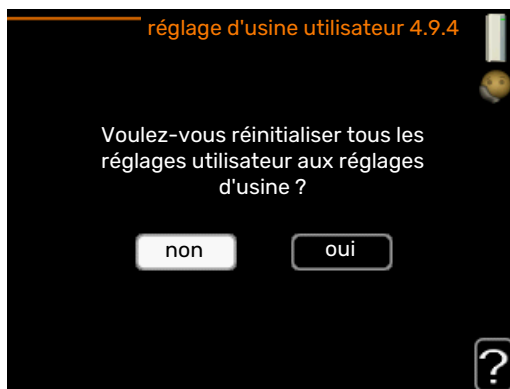 réglage d'usine utilisateur 4.9.4
Voulez-vous réinitialiser tous les
réglages utilisateur aux réglages
d'usine ?
non
oui
?